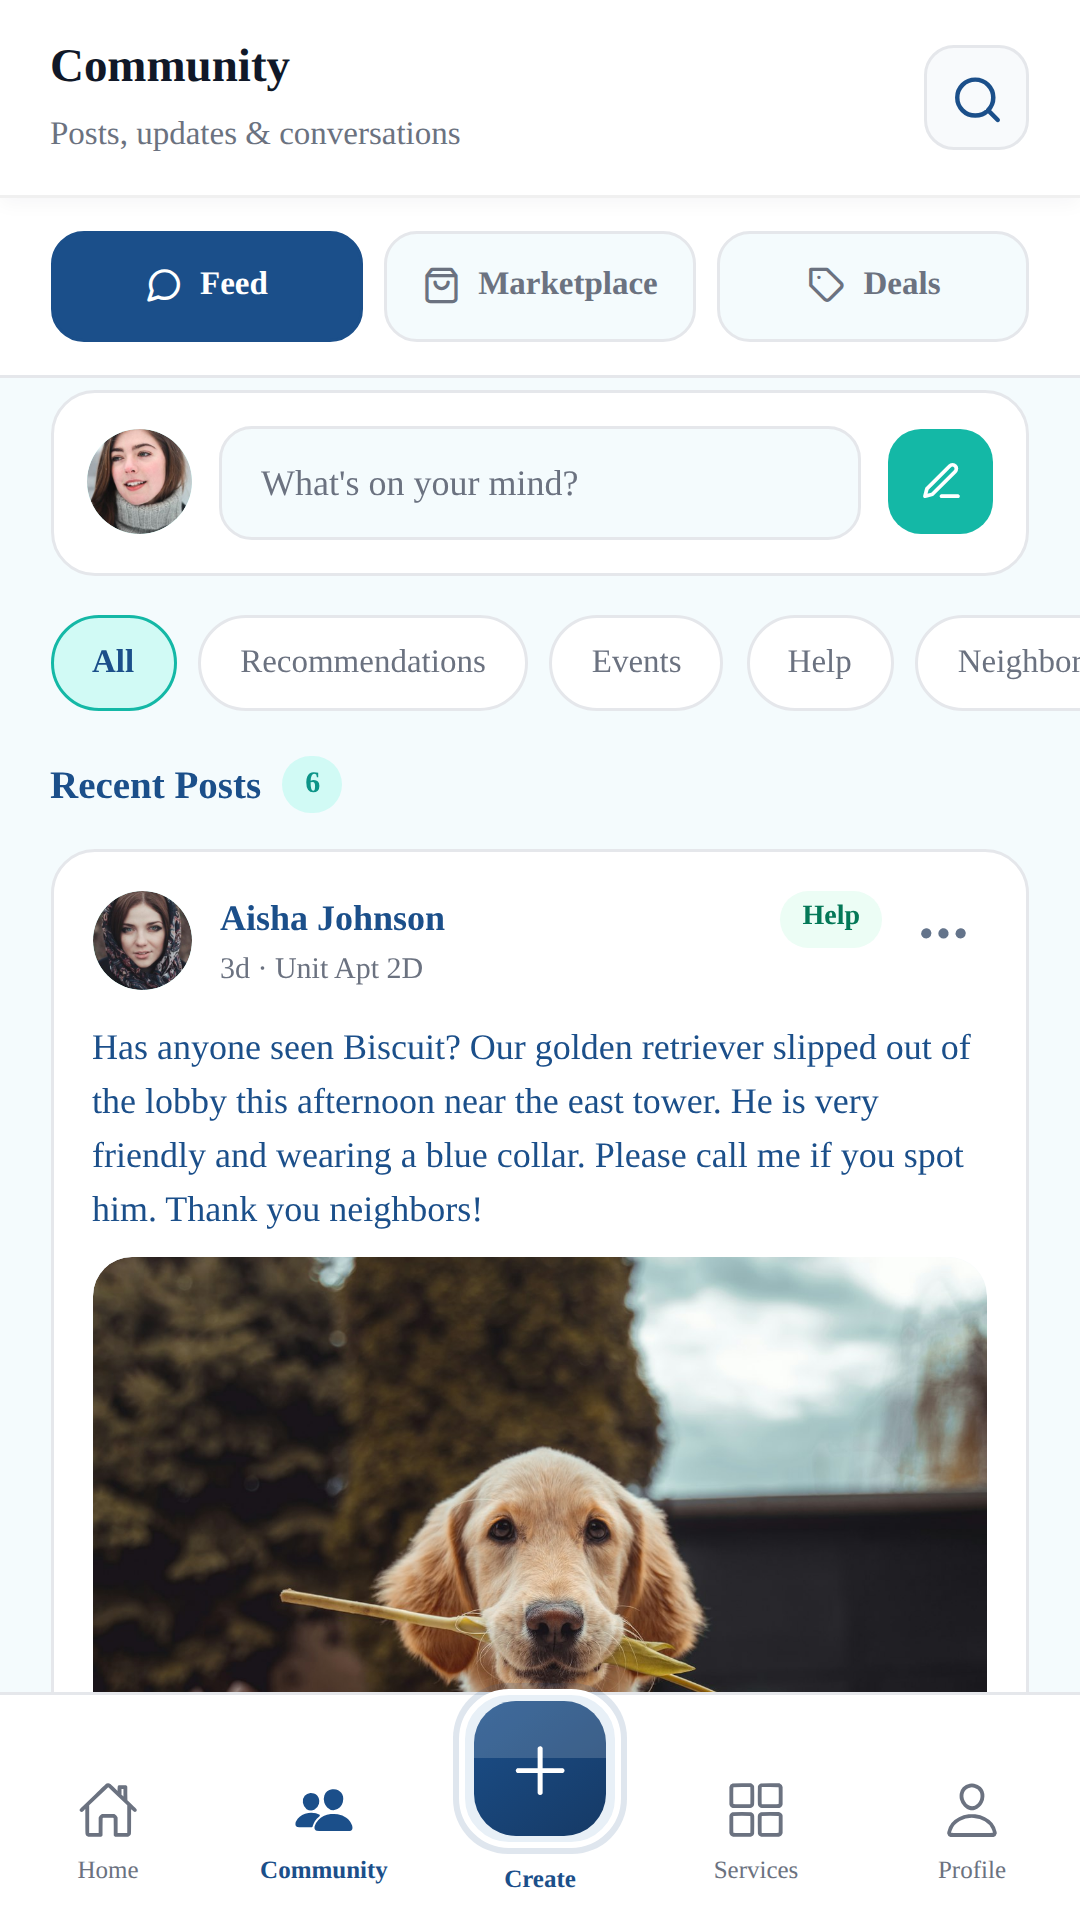 Community
Posts, updates & conversations
Feed
Marketplace
Deals
What's on your mind?
All
Recommendations
Events
Help
Neighbor
Recent Posts
6
Aisha Johnson
3d · Unit Apt 2D
Help
Has anyone seen Biscuit? Our golden retriever slipped out of
the lobby this afternoon near the east tower. He is very
friendly and wearing a blue collar. Please call me if you spot
him. Thank you neighbors!
Home
Community
Create
Services
Profile